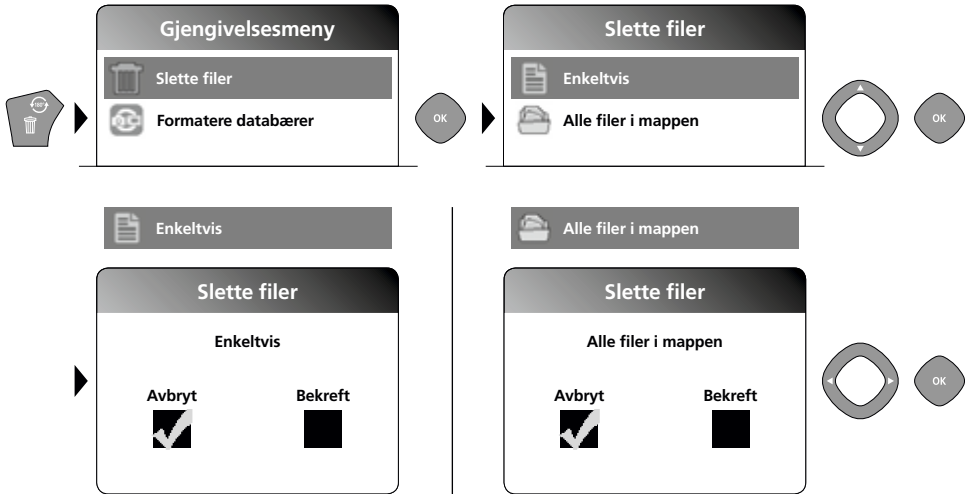 Gjengivelsesmeny
Slette filer
Formatere databærer
180°
OK
Slette filer
Enkeltvis
Alle filer i mappen
OK
Enkeltvis
Slette filer
Enkeltvis
Avbryt Bekreft
Alle filer i mappen
Slette filer
Alle filer i mappen
Avbryt Bekreft
OK